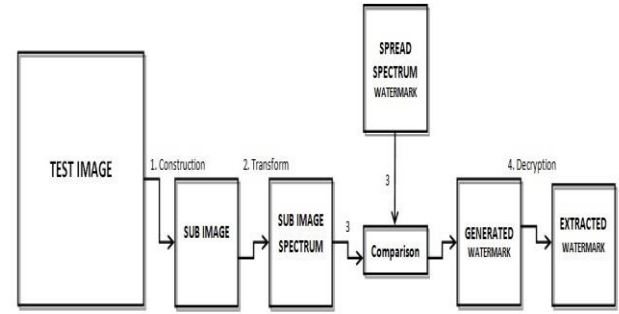 SPREAD
SPECTRUM
WATERMARK
TEST IMAGE
1. Construction
2. Transform
4. Decryption
3
SUB IMAGE
SUB IMAGE
SPECTRUM
3
Comparison
GENERATED
WATERMARK
EXTRACTED
WATERMARK